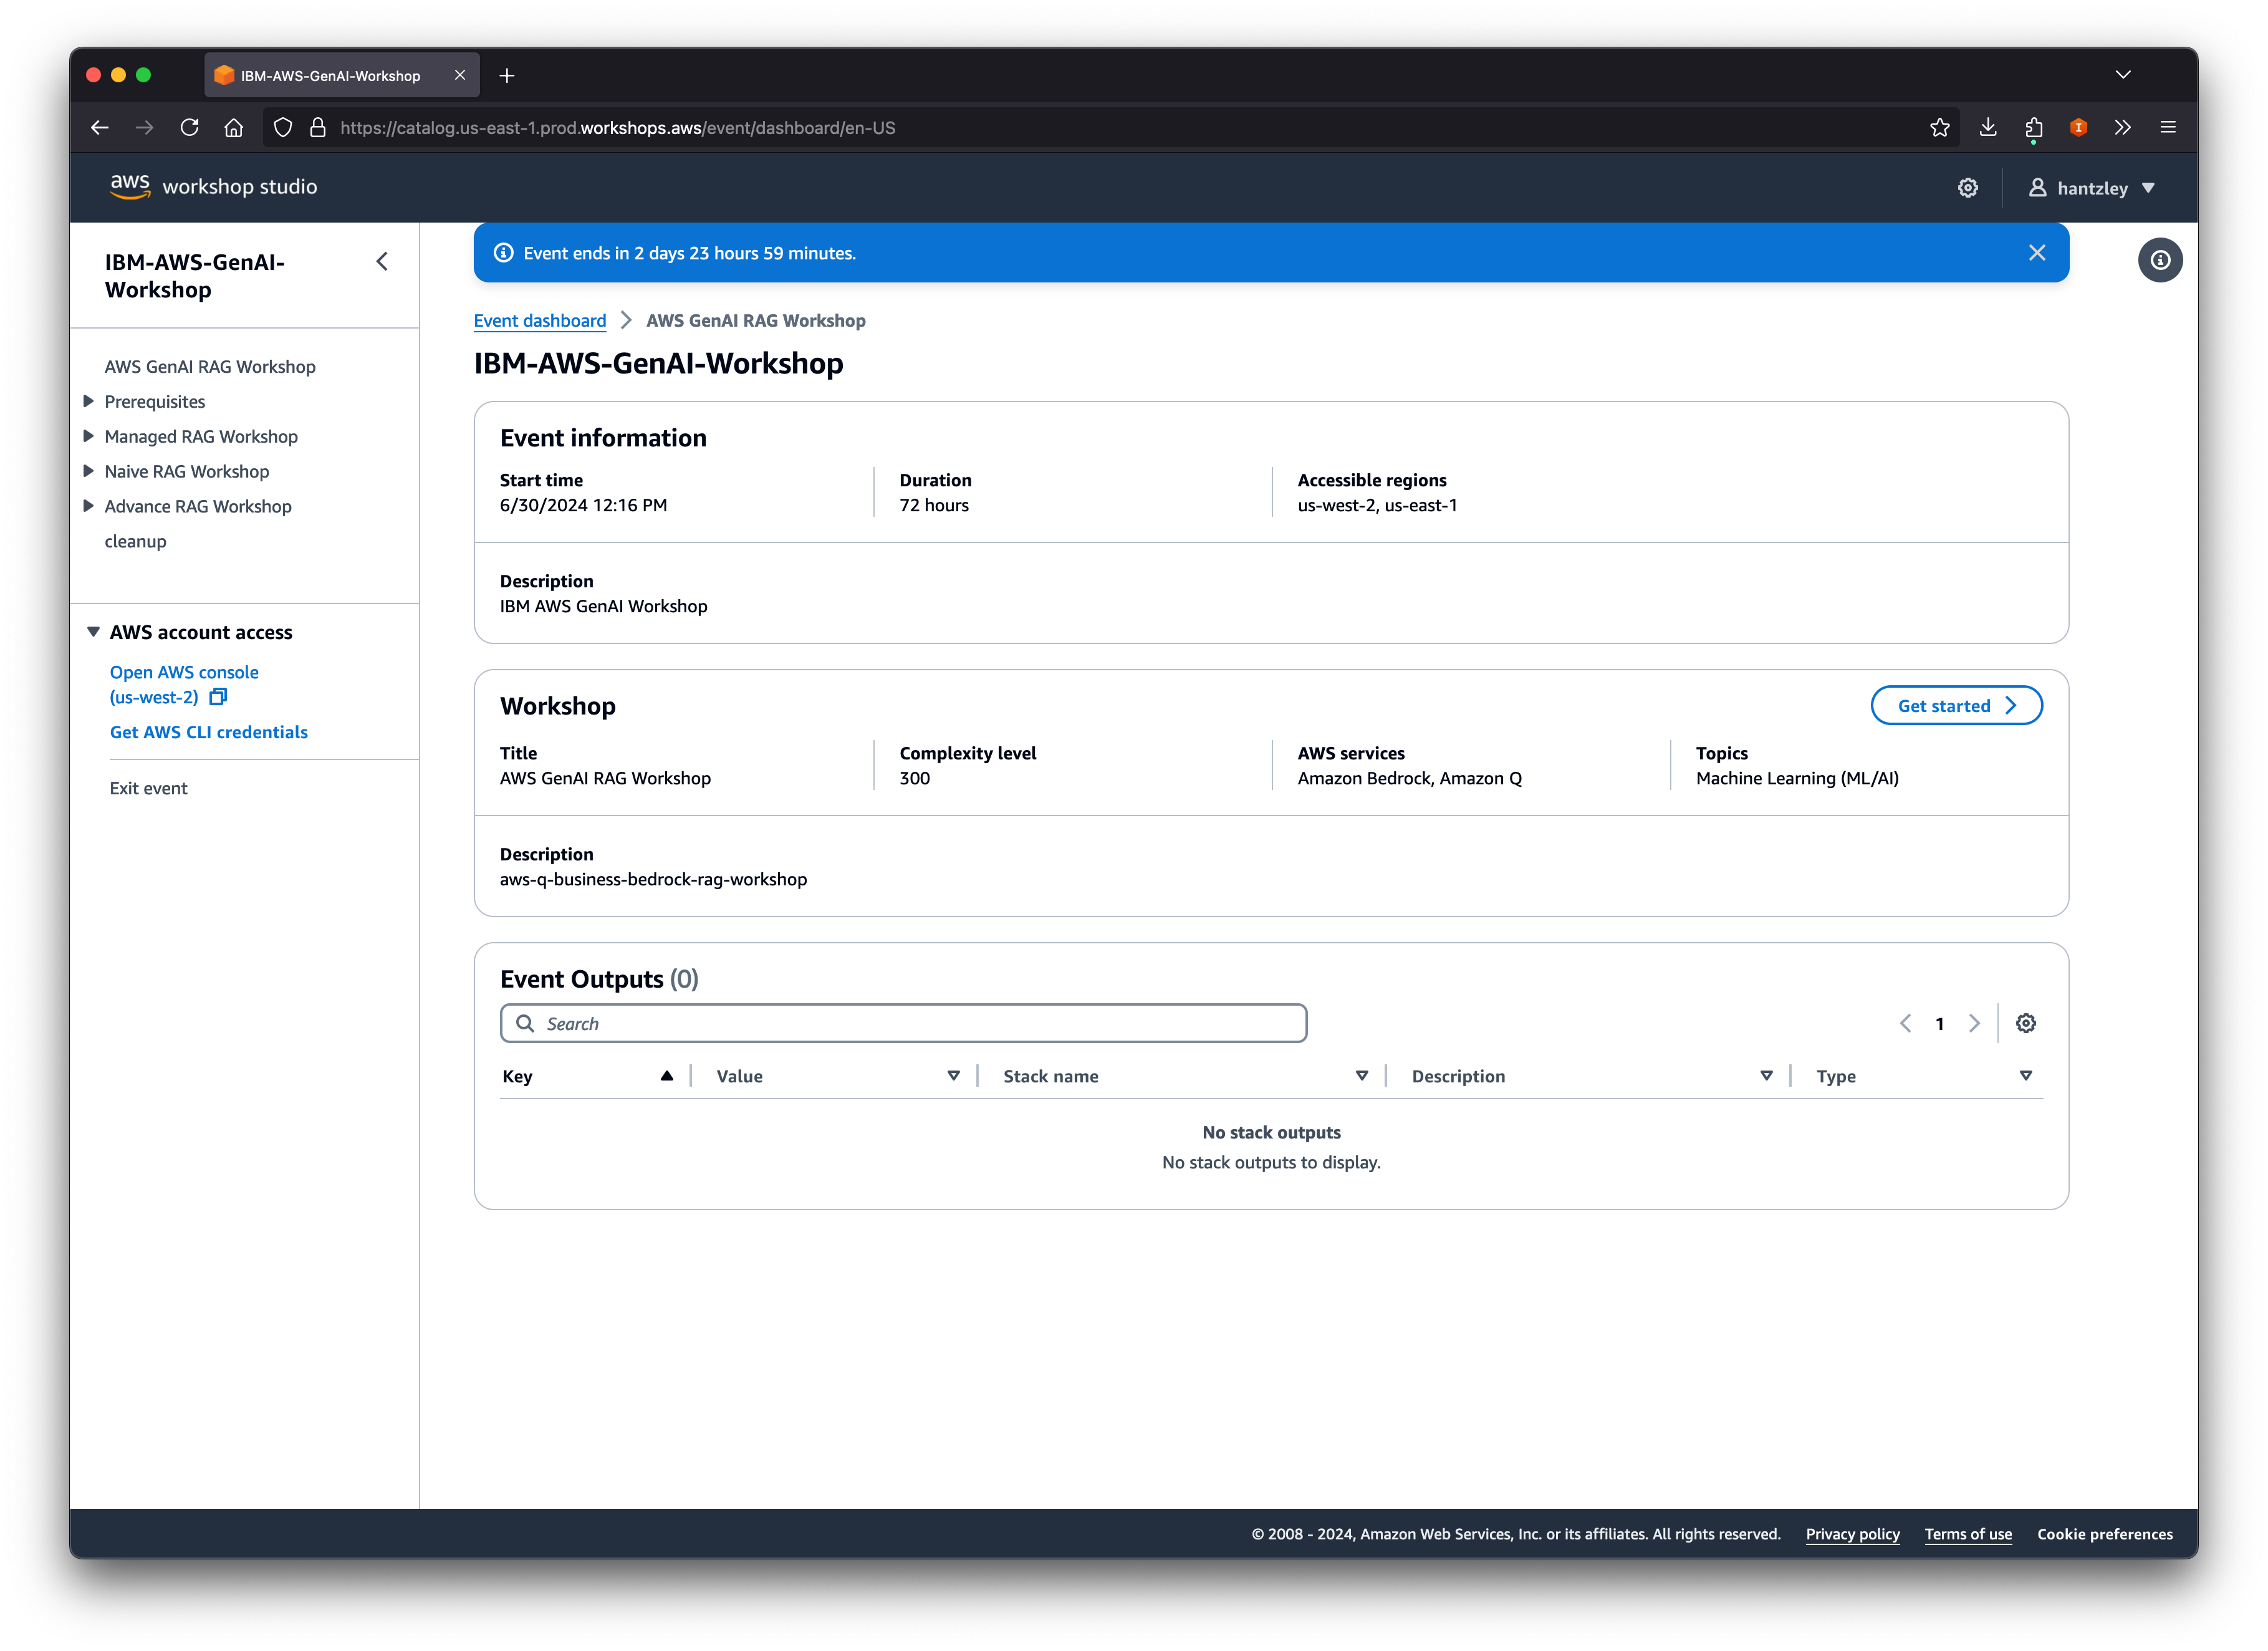 IBM-AWS-GenAI-Workshop
https://catalog.us-east-1.prod.workshops.aws/event/dashboard/en-US
aws workshop studio
hantzley
IBM-AWS-GenAI-
Workshop
AWS GenAI RAG Workshop
Prerequisites
Managed RAG Workshop
Naive RAG Workshop
Advance RAG Workshop
cleanup
AWS account access
Open AWS console
(us-west-2)
Get AWS CLI credentials
Exit event
Event ends in 2 days 23 hours 59 minutes.
Event dashboard AWS GenAI RAG Workshop
IBM-AWS-GenAI-Workshop
Event information
Start time Duration Accessible regions
6/30/2024 12:16 PM 72 hours us-west-2, us-east-1
Description
IBM AWS GenAI Workshop
Workshop Get started
Title Complexity level AWS services Topics
AWS GenAI RAG Workshop 300 Amazon Bedrock, Amazon Q Machine Learning (ML/AI)
Description
aws-q-business-bedrock-rag-workshop
Event Outputs (0)
Search 1
Key Value Stack name Description Type
No stack outputs
No stack outputs to display.
© 2008 - 2024, Amazon Web Services, Inc. or its affiliates. All rights reserved. Privacy policy Terms of use Cookie preferences